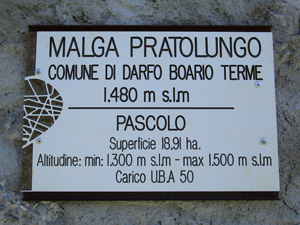 MALGA PRATOLUNGO
COMUNE DI DARFO BOARIO TERME
1.480 m s.l.m
PASCOLO
Superficie 18,91 ha.
Altitudine: min: 1.300 m s.l.m - max 1.500 m s.l.m
Carico U.B.A 50